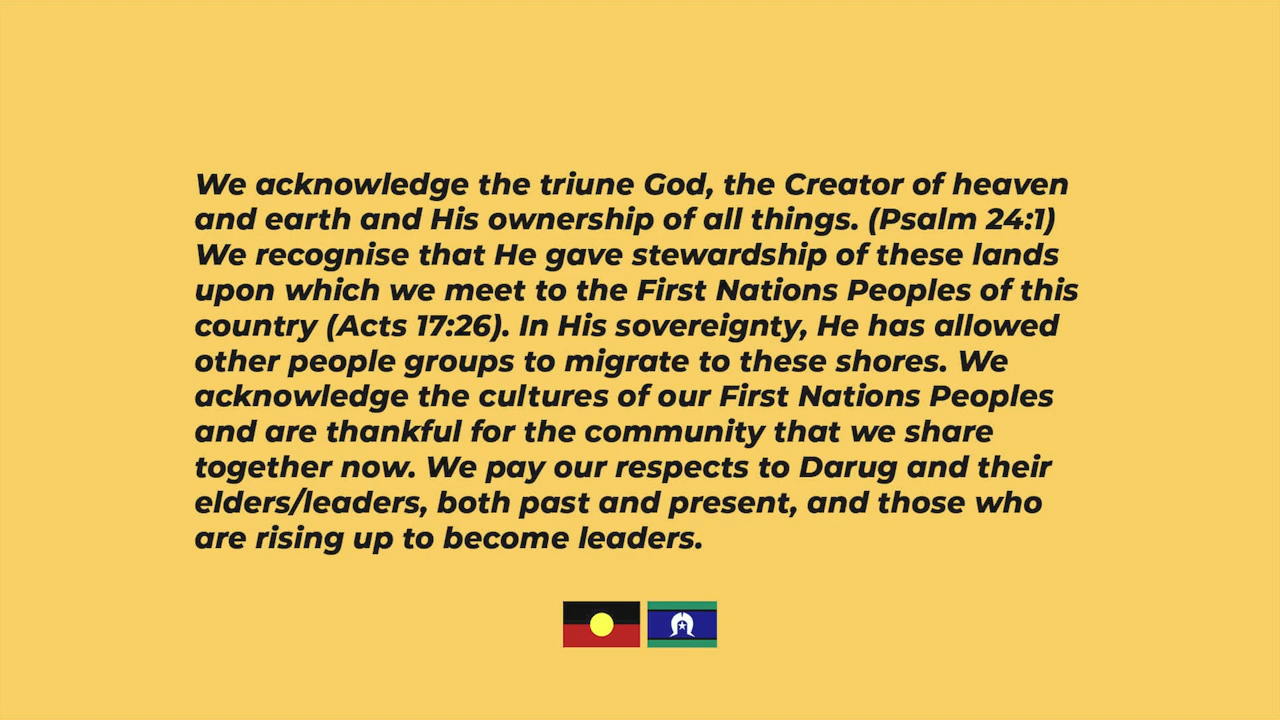 We acknowledge the triune God, the Creator of heaven
and earth and His ownership of all things. (Psalm 24:1)
We recognise that He gave stewardship of these lands
upon which we meet to the First Nations Peoples of this
country (Acts 17:26). In His sovereignty, He has allowed
other people groups to migrate to these shores. We
acknowledge the cultures of our First Nations Peoples
and are thankful for the community that we share
together now. We pay our respects to Darug and their
elders/leaders, both past and present, and those who
are rising up to become leaders.